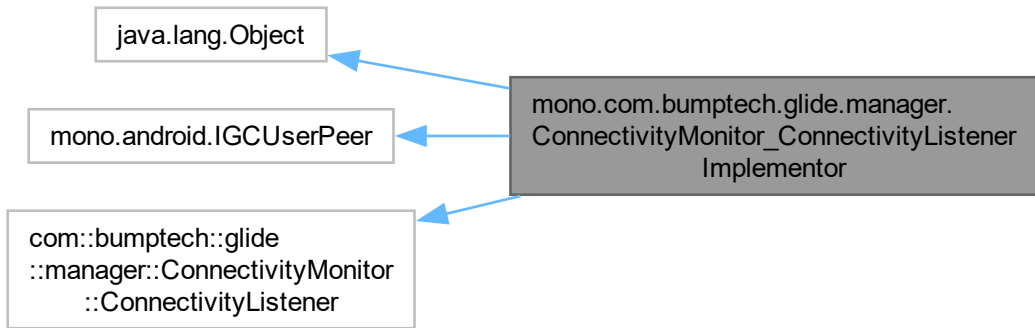 java.lang.Object
mono.android.IGCUserPeer
com::bumptech::glide
::manager::ConnectivityMonitor
::ConnectivityListener
mono.com.bumptech.glide.manager.
ConnectivityMonitor_ConnectivityListener
Implementor